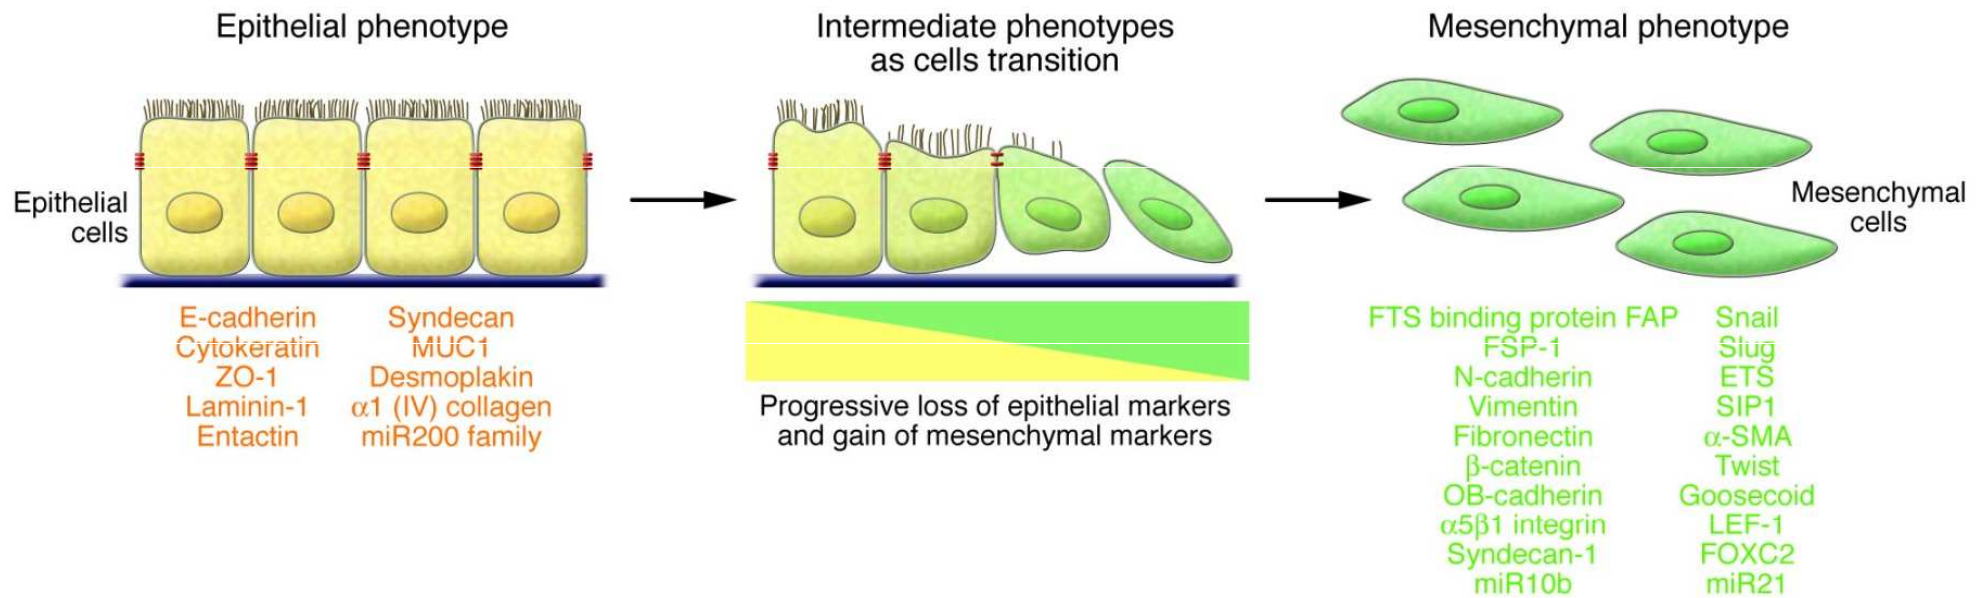 Epithelial phenotype
Intermediate phenotypes
as cells transition
Mesenchymal phenotype
Epithelial
cells
Mesenchymal
cells
E-cadherin
Cytokeratin
ZO-1
Laminin-1
Entactin
Syndecan
MUC1
Desmoplakin
α1 (IV) collagen
miR200 family
Progressive loss of epithelial markers
and gain of mesenchymal markers
FTS binding protein FAP
FSP-1
N-cadherin
Vimentin
Fibronectin
β-catenin
OB-cadherin
α5β1 integrin
Syndecan-1
miR10b
Snail
Slug
ETS
SIP1
α-SMA
Twist
Goosecoid
LEF-1
FOXC2
miR21